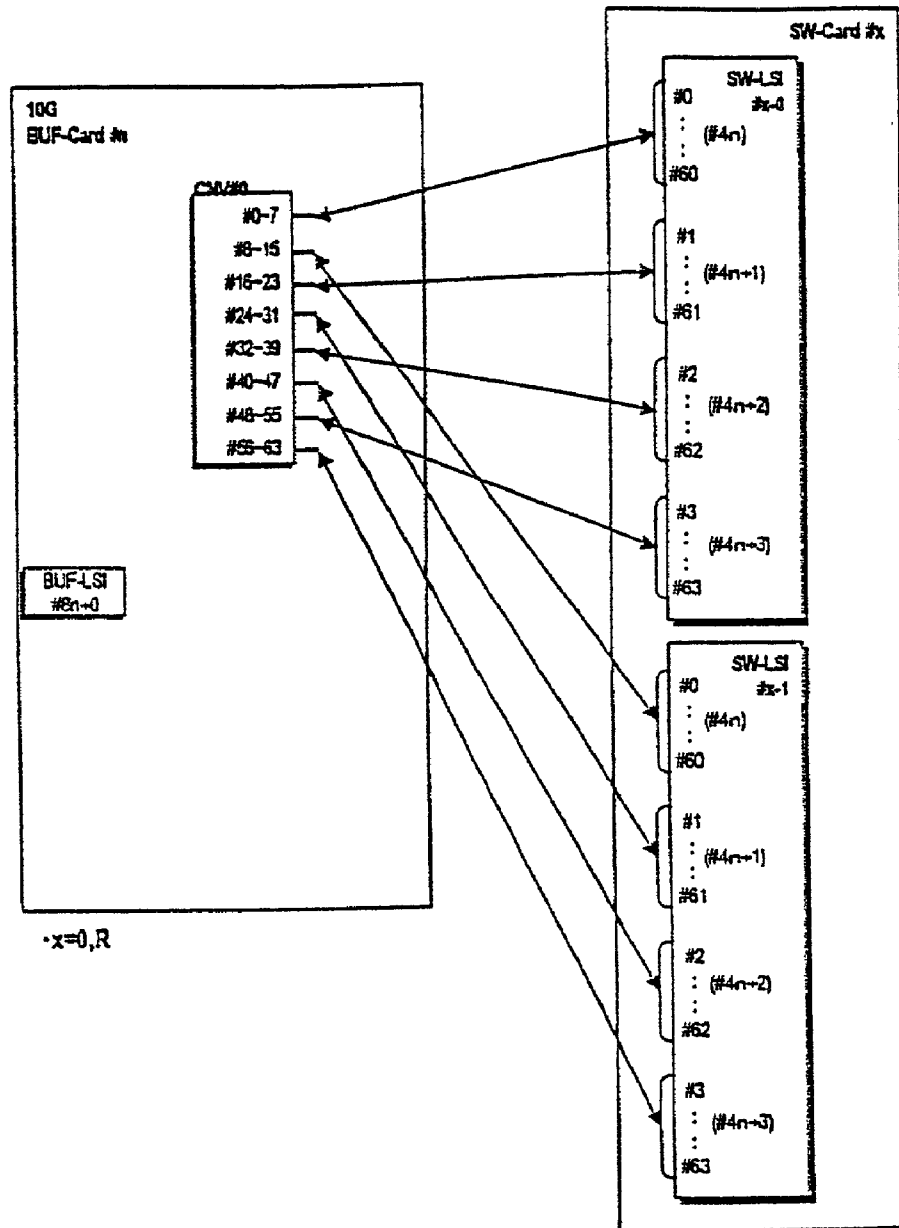 10G
BUF-Card #n
#0-7
#8-15
#16-23
#24-31
#32-39
#40-47
#48-55
#56-63
BUF-LSI
#8n+0
・x=0,R
SW-Card #x
SW-LSI
#x-0
#0
(#4n)
#60
#1
(#4n+1)
#61
#2
(#4n+2)
#62
#3
(#4n+3)
#63
SW-LSI
#x-1
#0
(#4n)
#60
#1
(#4n+1)
#61
#2
(#4n+2)
#62
#3
(#4n+3)
#63